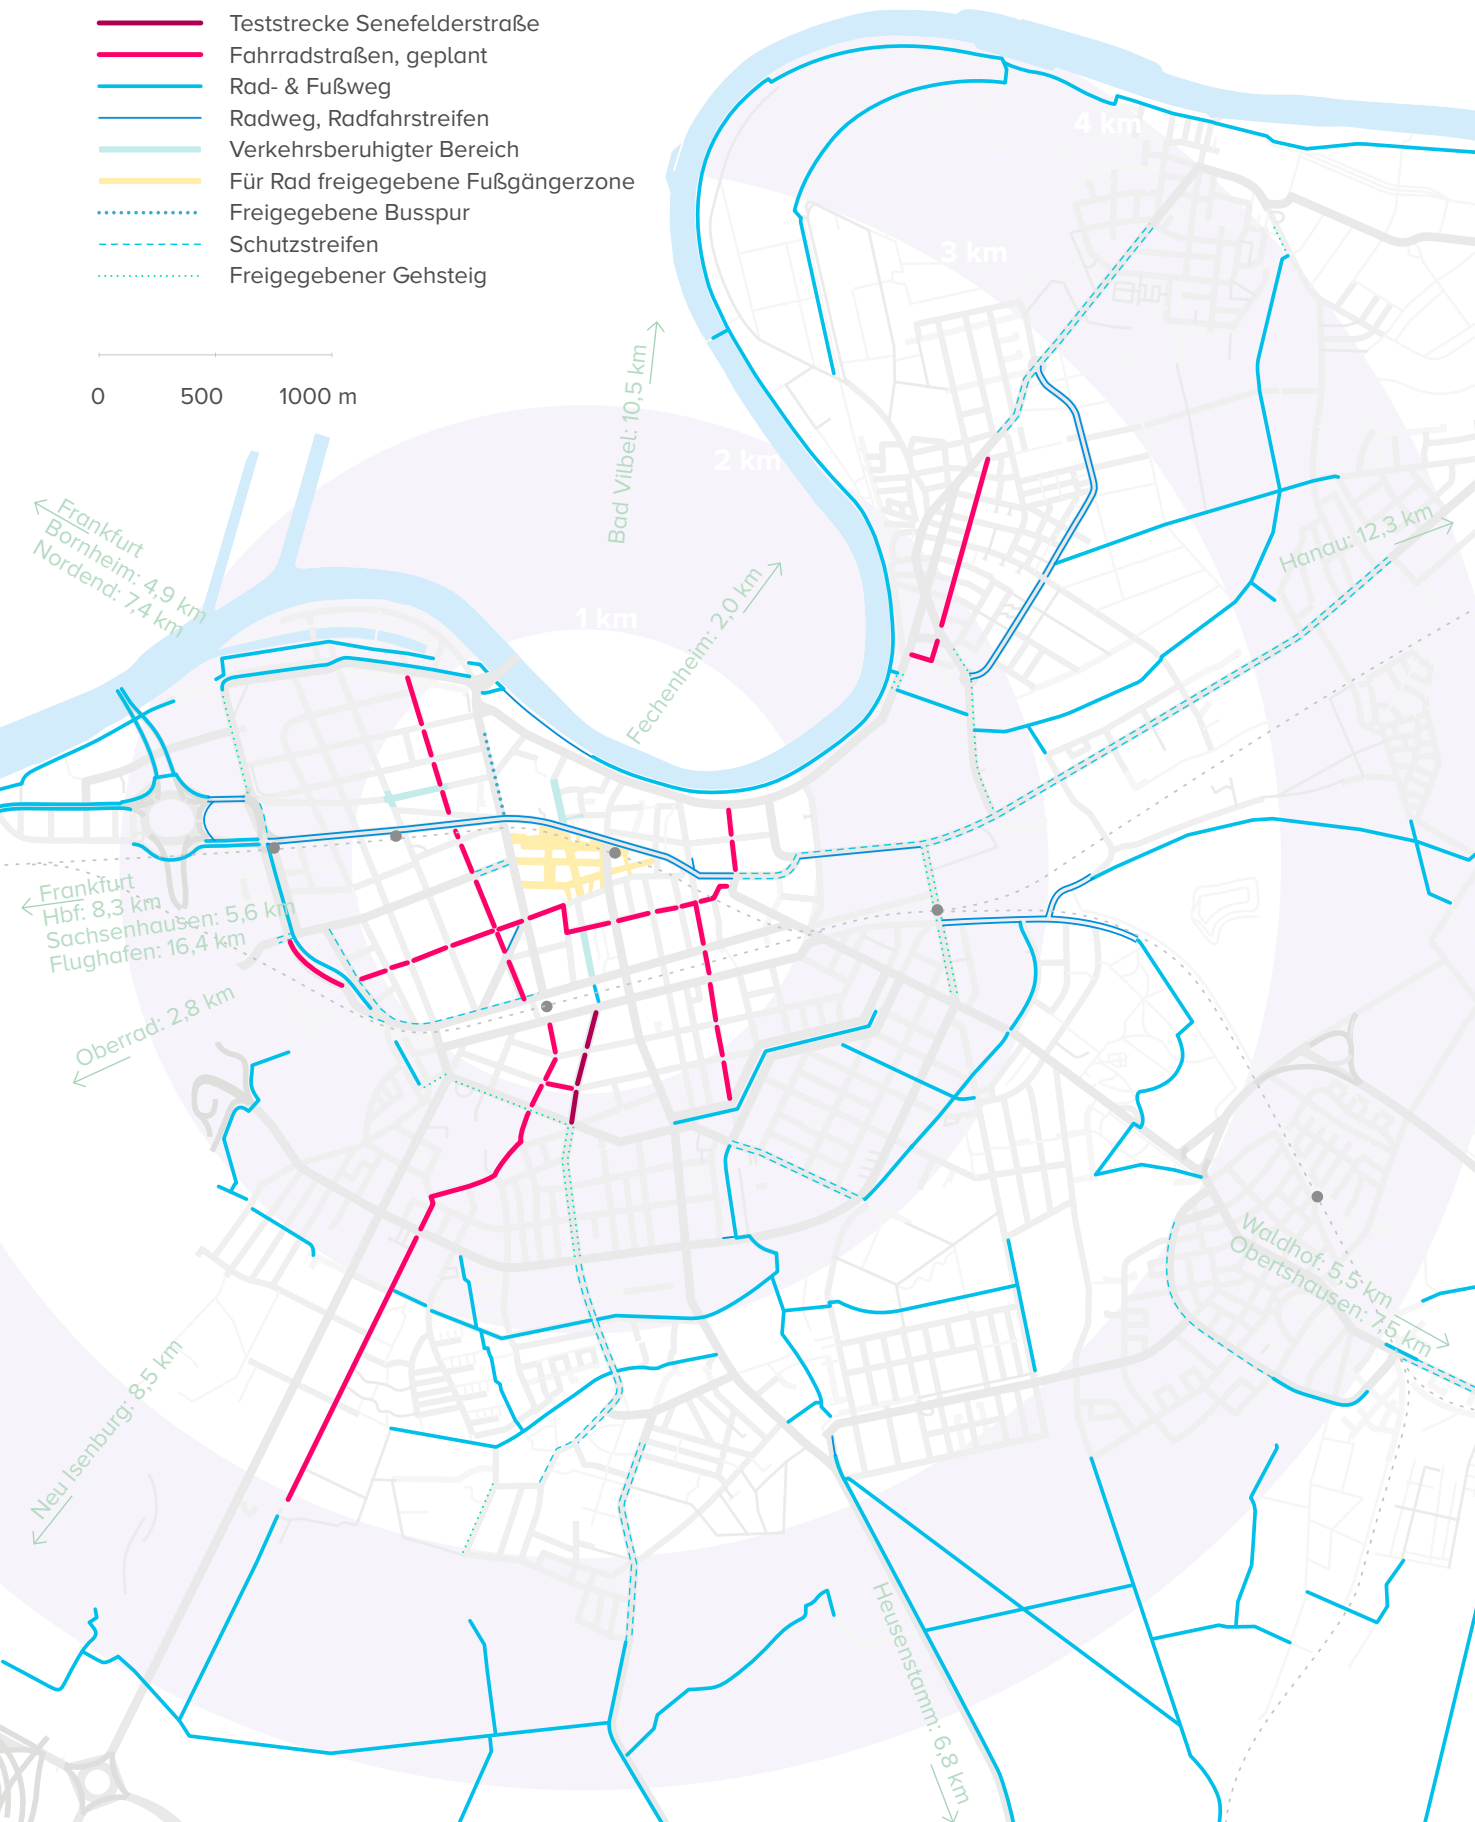 Teststrecke Senefelderstraße
Fahrradstraßen, geplant
Rad- & Fußweg
Radweg, Radfahrstreifen
Verkehrsberuhigter Bereich
Für Rad freigegebene Fußgängerzone
Freigegebene Busspur
Schutzstreifen
Freigegebener Gehsteig
0 500 1000 m
4 km
3 km
2 km
1 km
Bad Vilbel: 10,5 km
Frankfurt
Bornheim: 4,9 km
Nordend: 7,4 km
Hanau: 12,3 km
Fechenheim: 2,0 km
Frankfurt
Hbf: 8,3 km
Sachsenhausen: 5,6 km
Flughafen: 16,4 km
Oberrad: 2,8 km
Waldhof: 5,5 km
Obertshausen: 7,5 km
Neu Isenburg: 8,5 km
Heusenstamm: 6,8 km